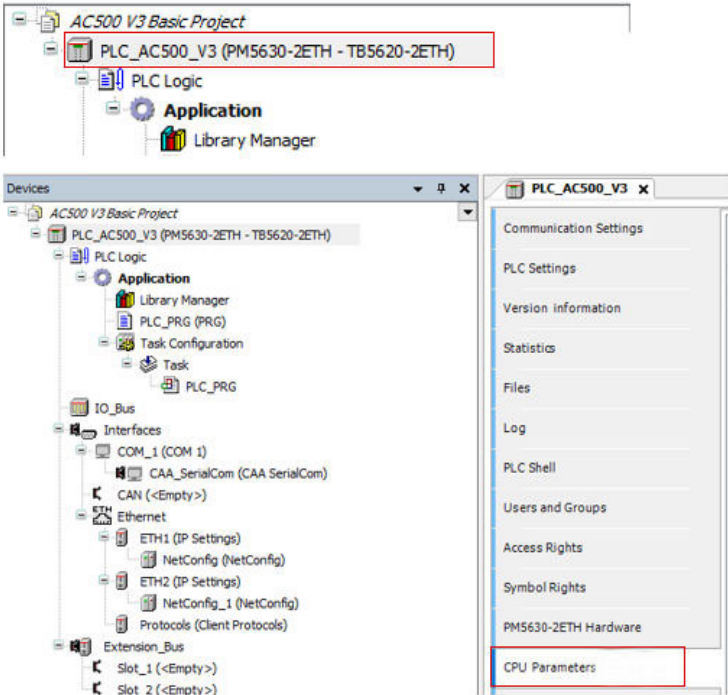 AC500 V3 Basic Project
PLC_AC500_V3 (PM5630-2ETH - TB5620-2ETH)
PLC Logic
Application
Library Manager
Devices
AC500 V3 Basic Project
PLC_AC500_V3 (PM5630-2ETH - TB5620-2ETH)
PLC Logic
Application
Library Manager
PLC_PRG (PRG)
Task Configuration
Task
PLC_PRG
IO_Bus
Interfaces
COM_1 (COM 1)
CAA_SerialCom (CAA SerialCom)
CAN (<Empty>)
ETH Ethernet
ETH1 (IP Settings)
NetConfig (NetConfig)
ETH2 (IP Settings)
NetConfig_1 (NetConfig)
Protocols (Client Protocols)
Extension_Bus
Slot_1 (<Empty>)
Slot_2 (<Empty>)
PLC_AC500_V3
Communication Settings
PLC Settings
Version information
Statistics
Files
Log
PLC Shell
Users and Groups
Access Rights
Symbol Rights
PM5630-2ETH Hardware
CPU Parameters